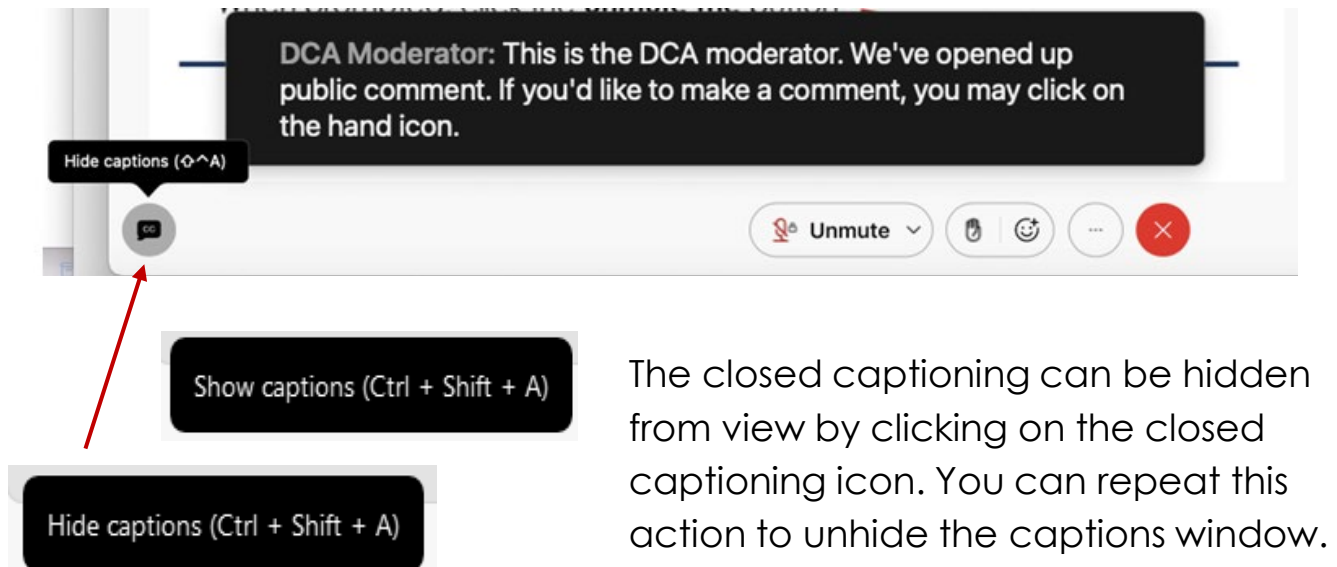 DCA Moderator: This is the DCA moderator. We've opened up
public comment. If you'd like to make a comment, you may click on
the hand icon.
Hide captions (⇧^A)
CC
Unmute
Show captions (Ctrl + Shift + A)
Hide captions (Ctrl + Shift + A)
The closed captioning can be hidden
from view by clicking on the closed
captioning icon. You can repeat this
action to unhide the captions window.